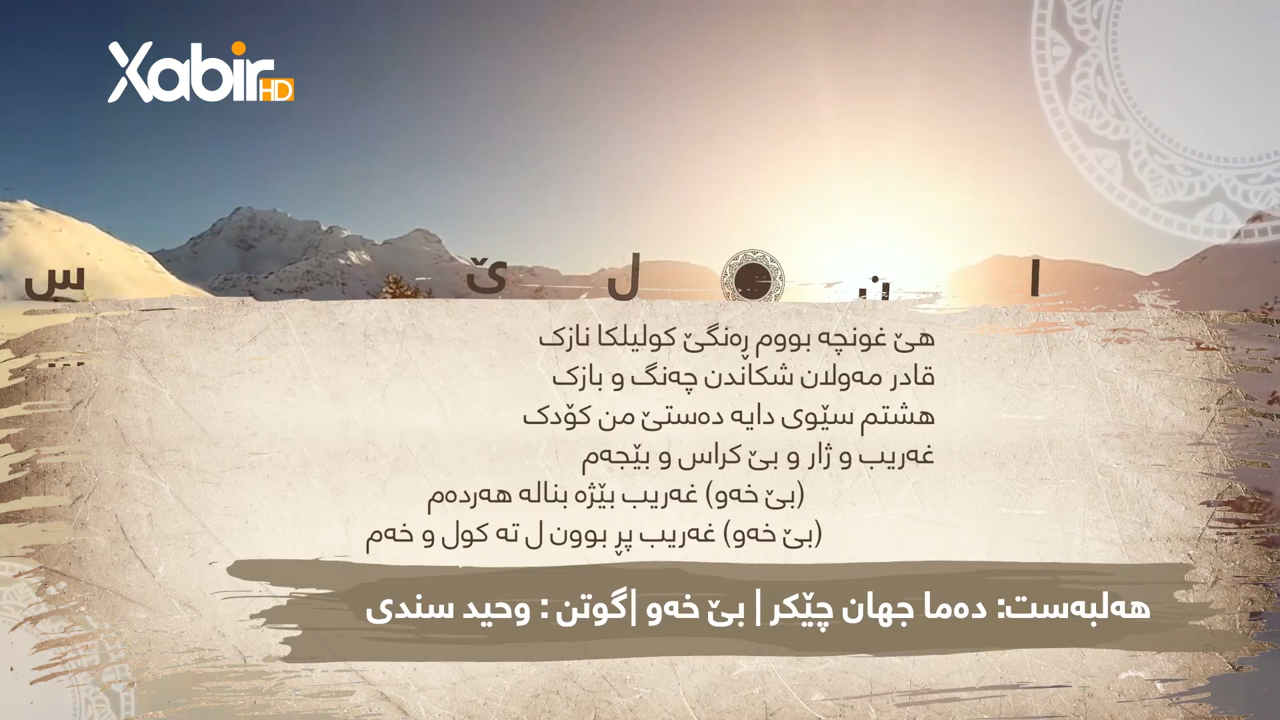 Xabir HD
هێ غونچە بووم ڕەنگێ کولیلکا نازک
قادر مەولان شکاندن چەنگ و بازک
هشتم سێوی دایە دەستێ من کۆدک
غەریب و ژار و بێ کراس و بێجەم
(بێ خەو) غەریب بێژە بنالە هەردەم
(بێ خەو) غەریب پڕ بوون ل تە کول و خەم
هەلبەست: دەما جهان چێکر | بێ خەو |گوتن : وحید سندی